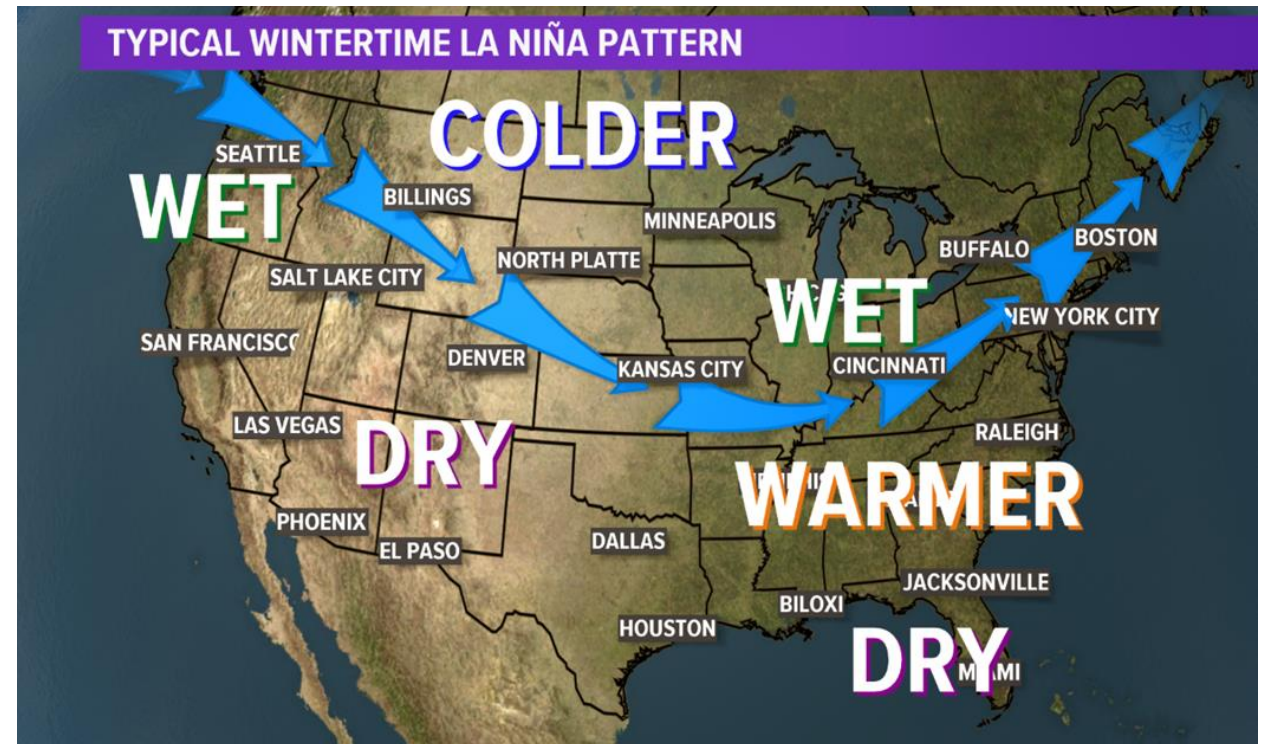 TYPICAL WINTERTIME LA NIÑA PATTERN
COLDER
SEATTLE
WET
BILLINGS
MINNEAPOLIS
BUFFALO
BOSTON
NORTH PLATTE
SALT LAKE CITY
WET
NEW YORK CITY
SAN FRANCISCO
DENVER
KANSAS CITY
CINCINNATI
LAS VEGAS
DRY
RALEIGH
WARMER
PHOENIX
EL PASO
DALLAS
JACKSONVILLE
BILOXI
HOUSTON
DRY
MIAMI